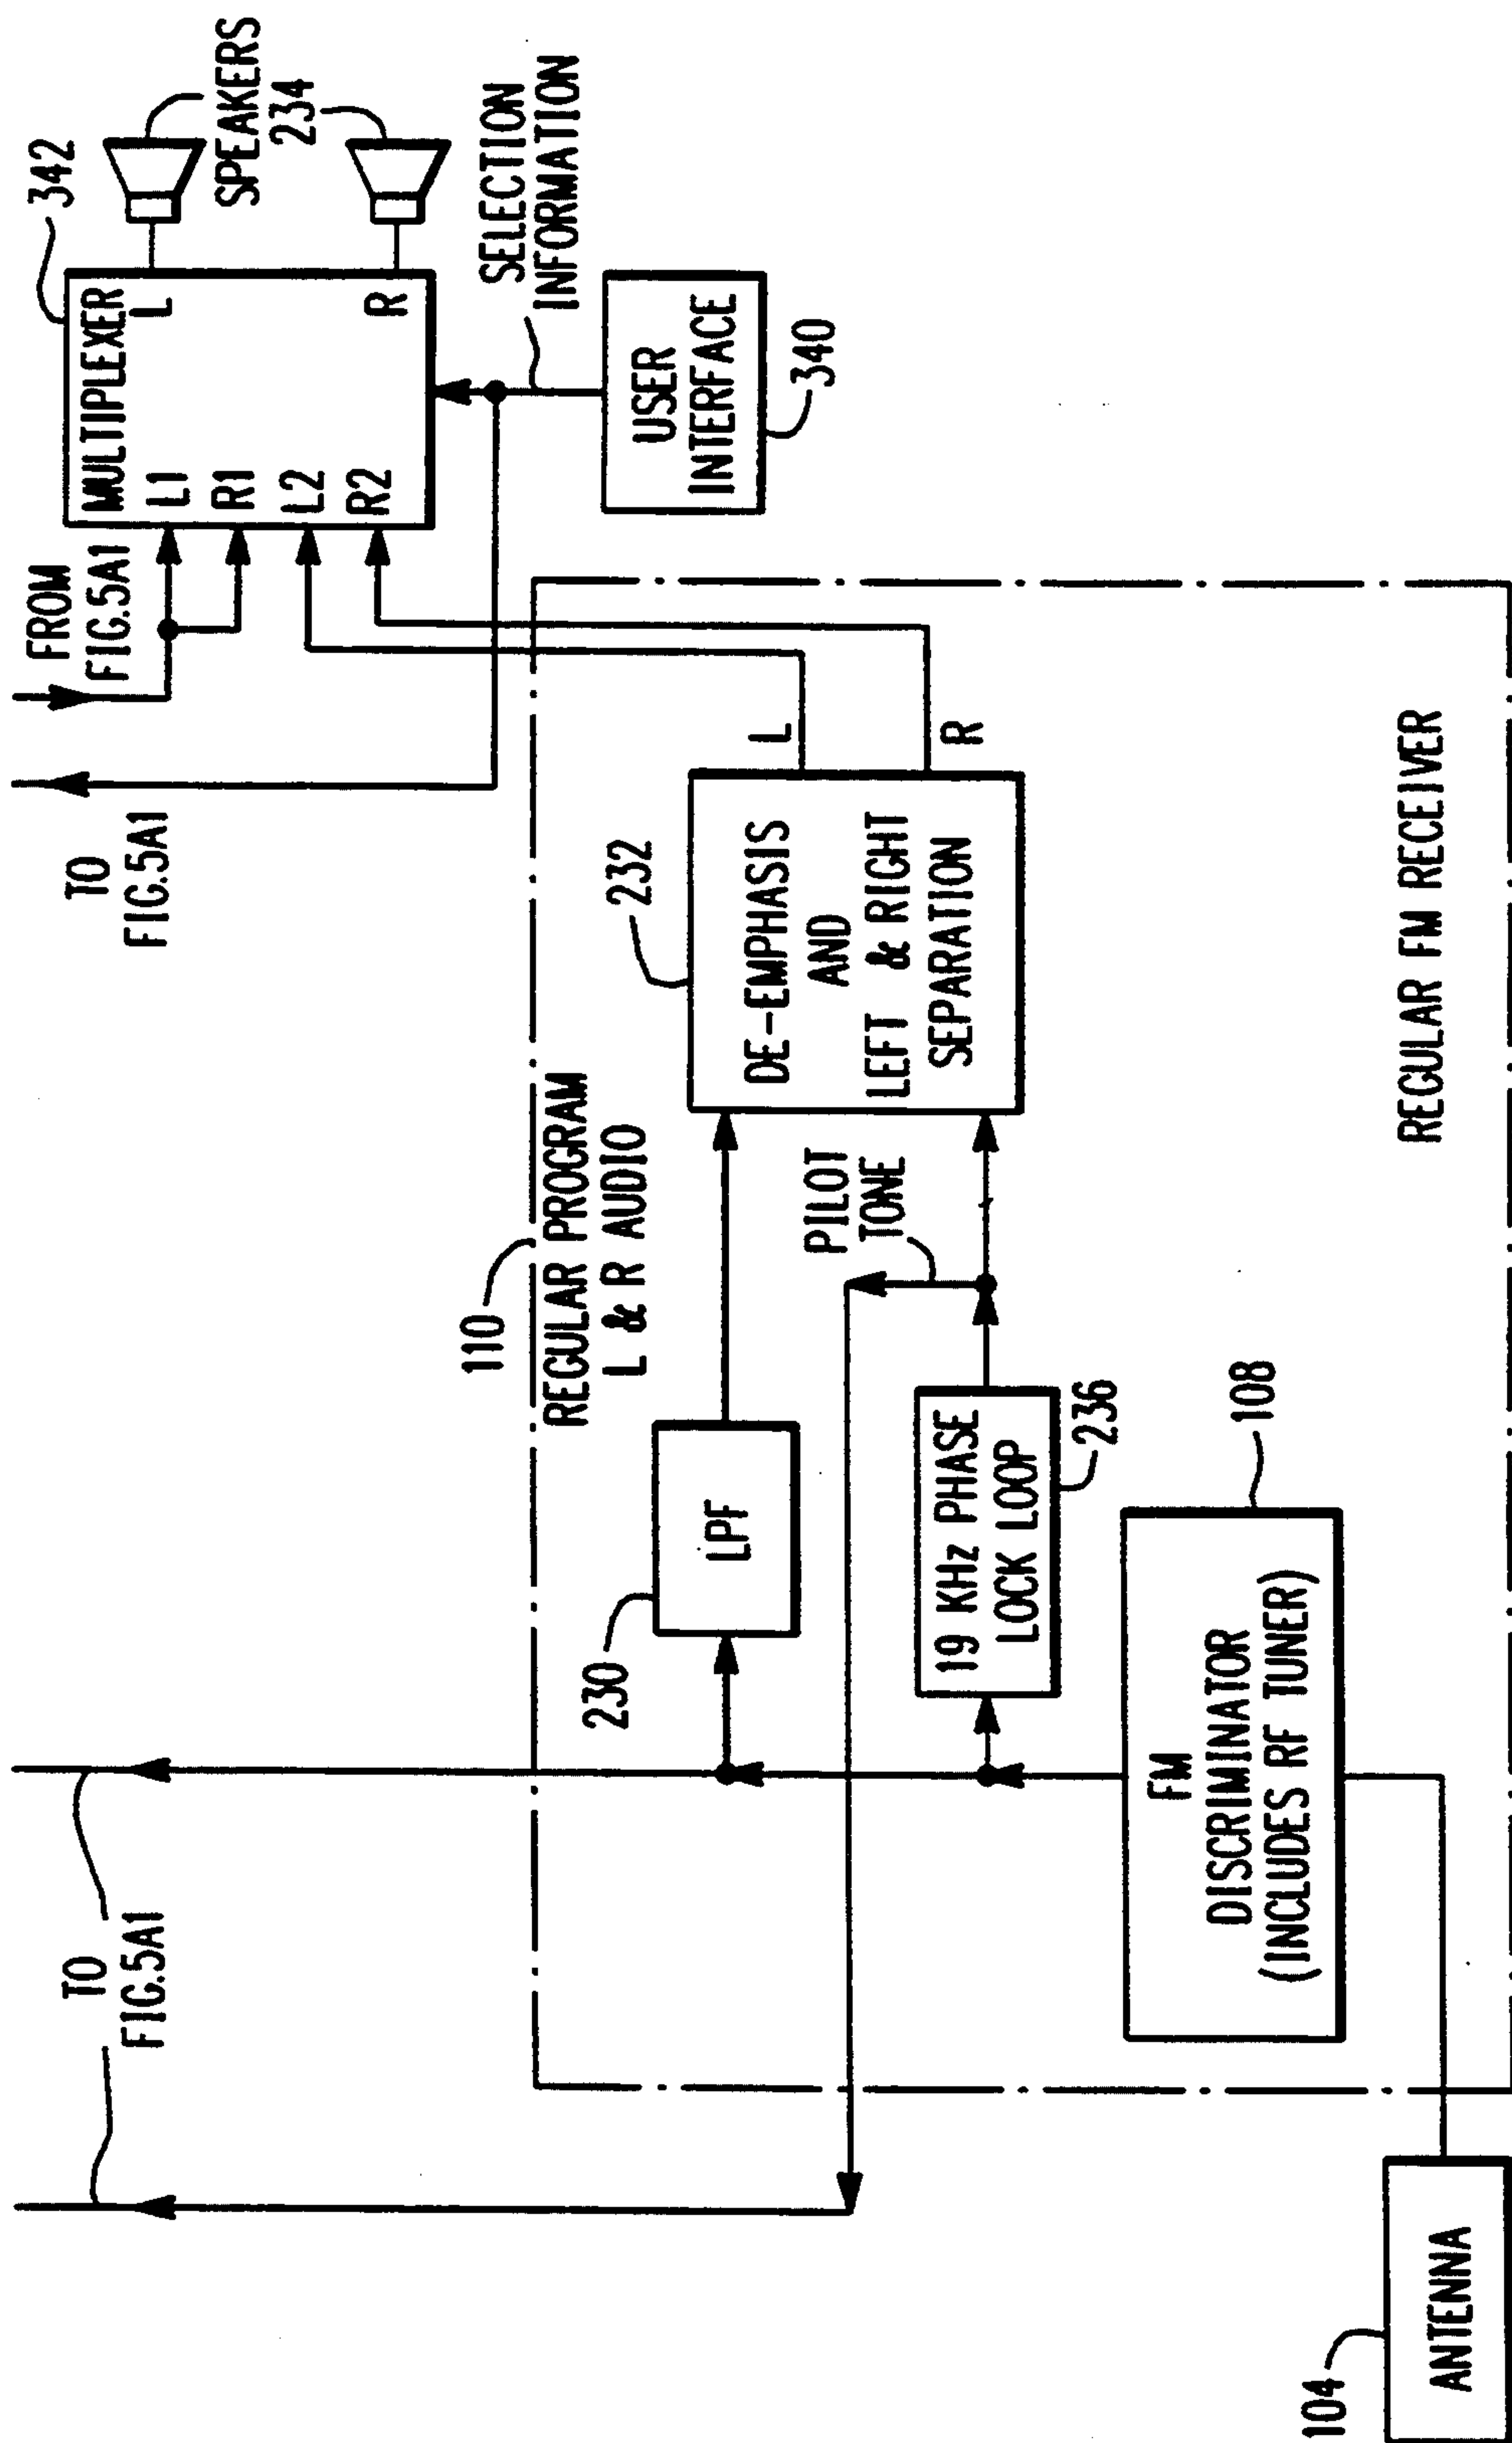 TO
FIG.5A1
TO
FIG.5A1
FROM
FIG.5A1
342
MULTIPLEXER
L1
R1
L2
R2
L
R
SPEAKERS
234
SELECTION
INFORMATION
USER
INTERFACE
340
110
REGULAR PROGRAM
L & R AUDIO
230
LPF
232
DE-EMPHASIS
AND
LEFT & RIGHT
SEPARATION
L
R
PILOT
TONE
19 KHz PHASE
LOCK LOOP
236
FM
DISCRIMINATOR
(INCLUDES RF TUNER)
108
REGULAR FM RECEIVER
104
ANTENNA